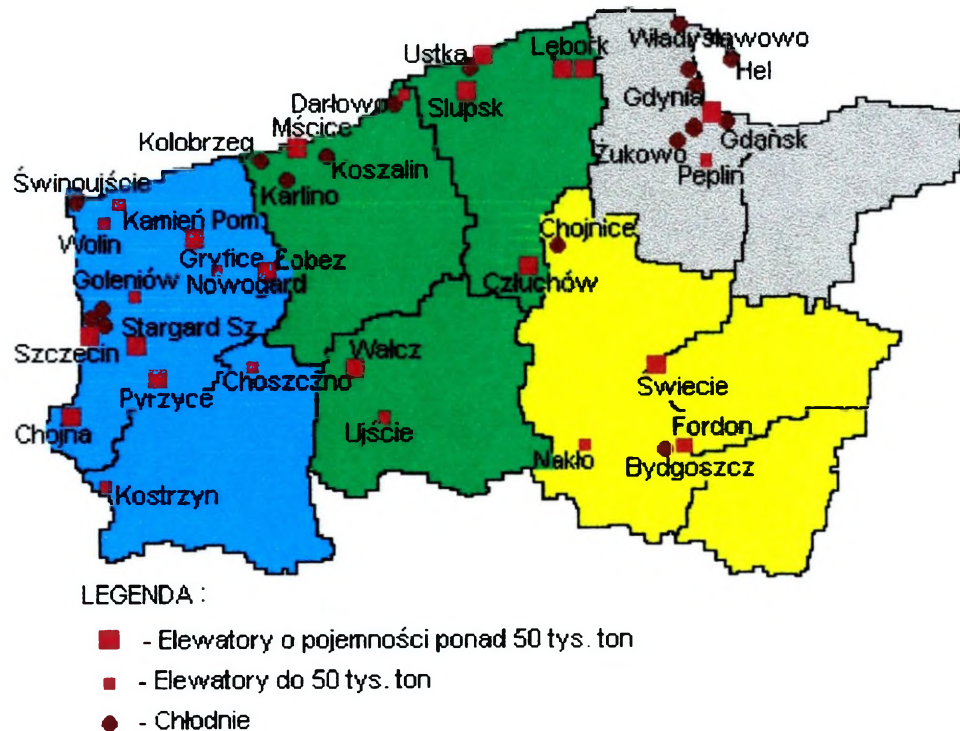 Władysławowo
Ustka
Lębork
Hel
Darłowo
Słupsk
Gdynia
Mścice
Kołobrzeg
Gdańsk
Żukowo
Koszalin
Peplin
Świnoujście
Karlino
Kamień Pom.
Chojnice
Wolin
Gryfice
Łobez
Goleniów
Nowogard
Człuchów
Stargard Sz.
Szczecin
Wałcz
Choszczno
Pyrzyce
Swiecie
Chojna
Ujście
Fordon
Nakło
Bydgoszcz
Kostrzyn
LEGENDA :
- Elewatory o pojemności ponad 50 tys. ton
- Elewatory do 50 tys. ton
- Chłodnie